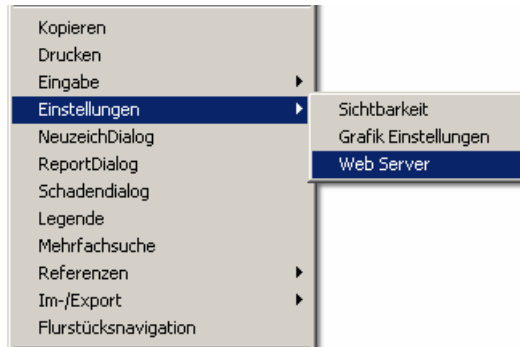 Kopieren
Drucken
Eingabe
Einstellungen
NeuzeichDialog
ReportDialog
Schadendialog
Legende
Mehrfachsuche
Referenzen
Im-/Export
Flurstücksnavigation
Sichtbarkeit
Grafik Einstellungen
Web Server